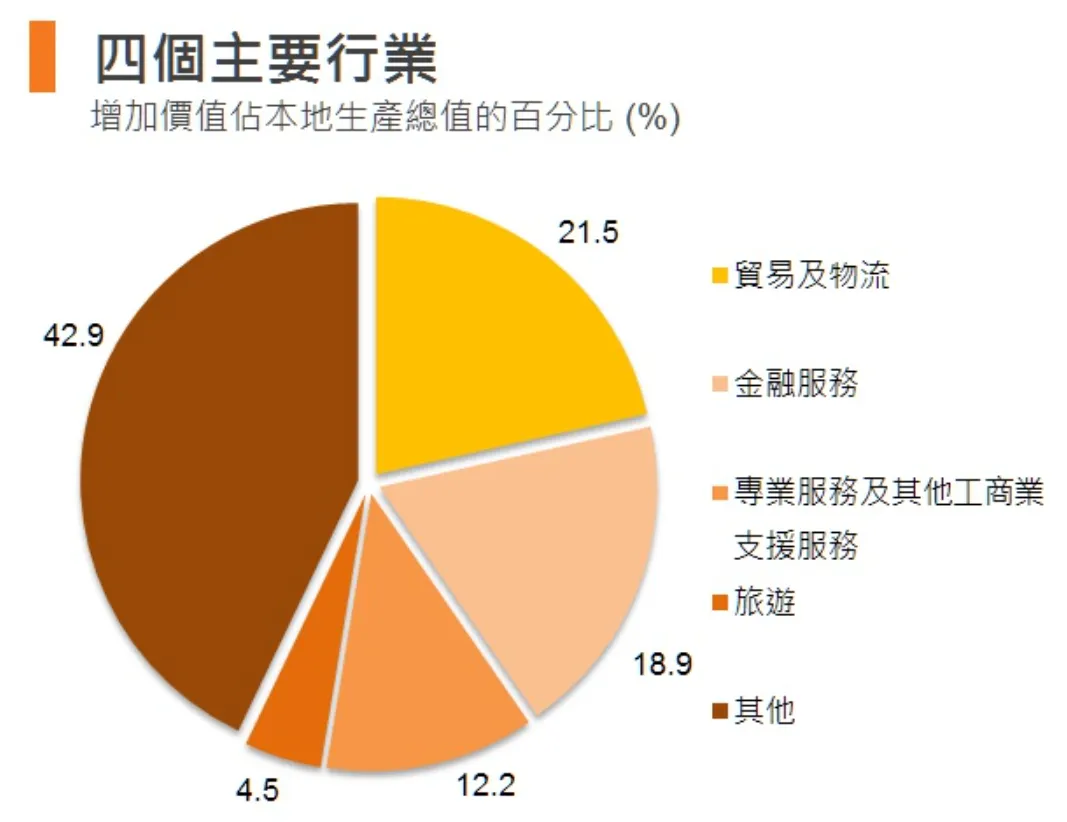 四個主要行業
增加價值佔本地生產總值的百分比 (%)
21.5
42.9
18.9
4.5
12.2
貿易及物流
金融服務
專業服務及其他工商業
支援服務
旅遊
其他